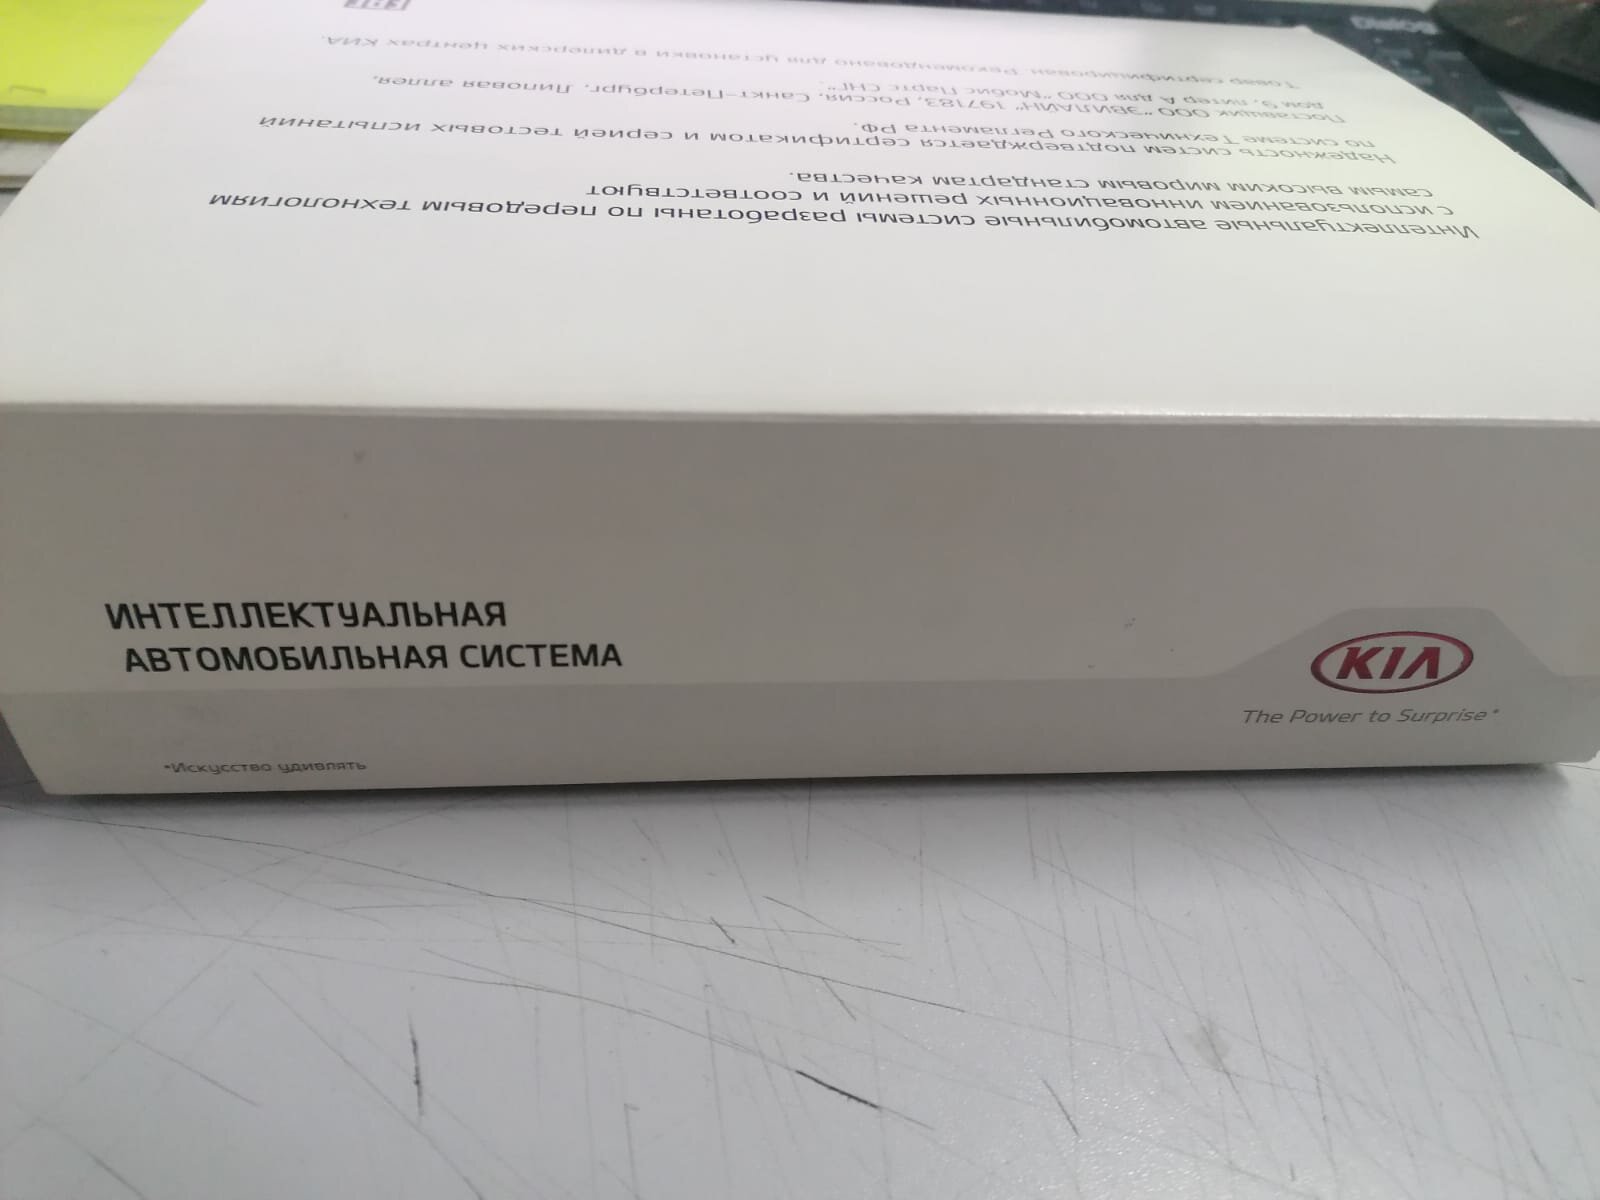 Интеллектуальные автомобильные системы разработаны по передовым технологиям
с использованием инновационных решений и соответствуют
самым высоким мировым стандартам качества.
Надежность систем подтверждается сертификатом и серией тестовых испытаний
по системе Технического Регламента РФ.
Поставщик ООО "ЭВИЛАЙН" 197183, Россия, Санкт-Петербург, Липовая аллея,
дом 9, литер А для ООО "Мобис Партс СНГ".
Товар сертифицирован. Рекомендовано для установки в дилерских центрах КИА.
ИНТЕЛЛЕКТУАЛЬНАЯ
АВТОМОБИЛЬНАЯ СИСТЕМА
KIA
The Power to Surprise*
*Искусство удивлять